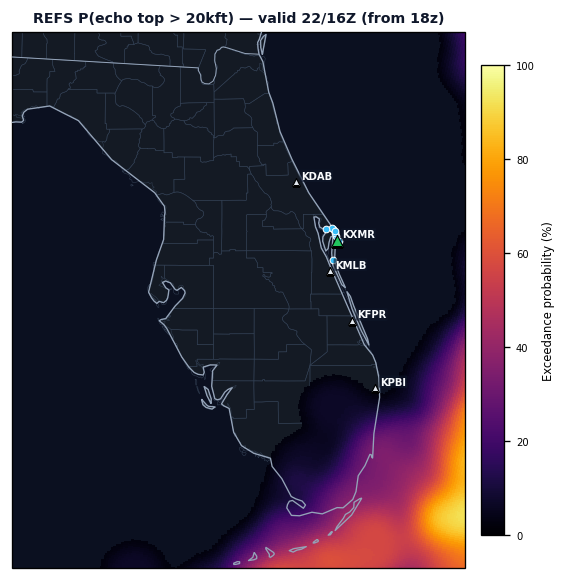 REFS P(echo top > 20kft) — valid 22/16Z (from 18z)
KDAB
KXMR
KMLB
KFPR
KPBI
100
80
60
40
20
0
Exceedance probability (%)